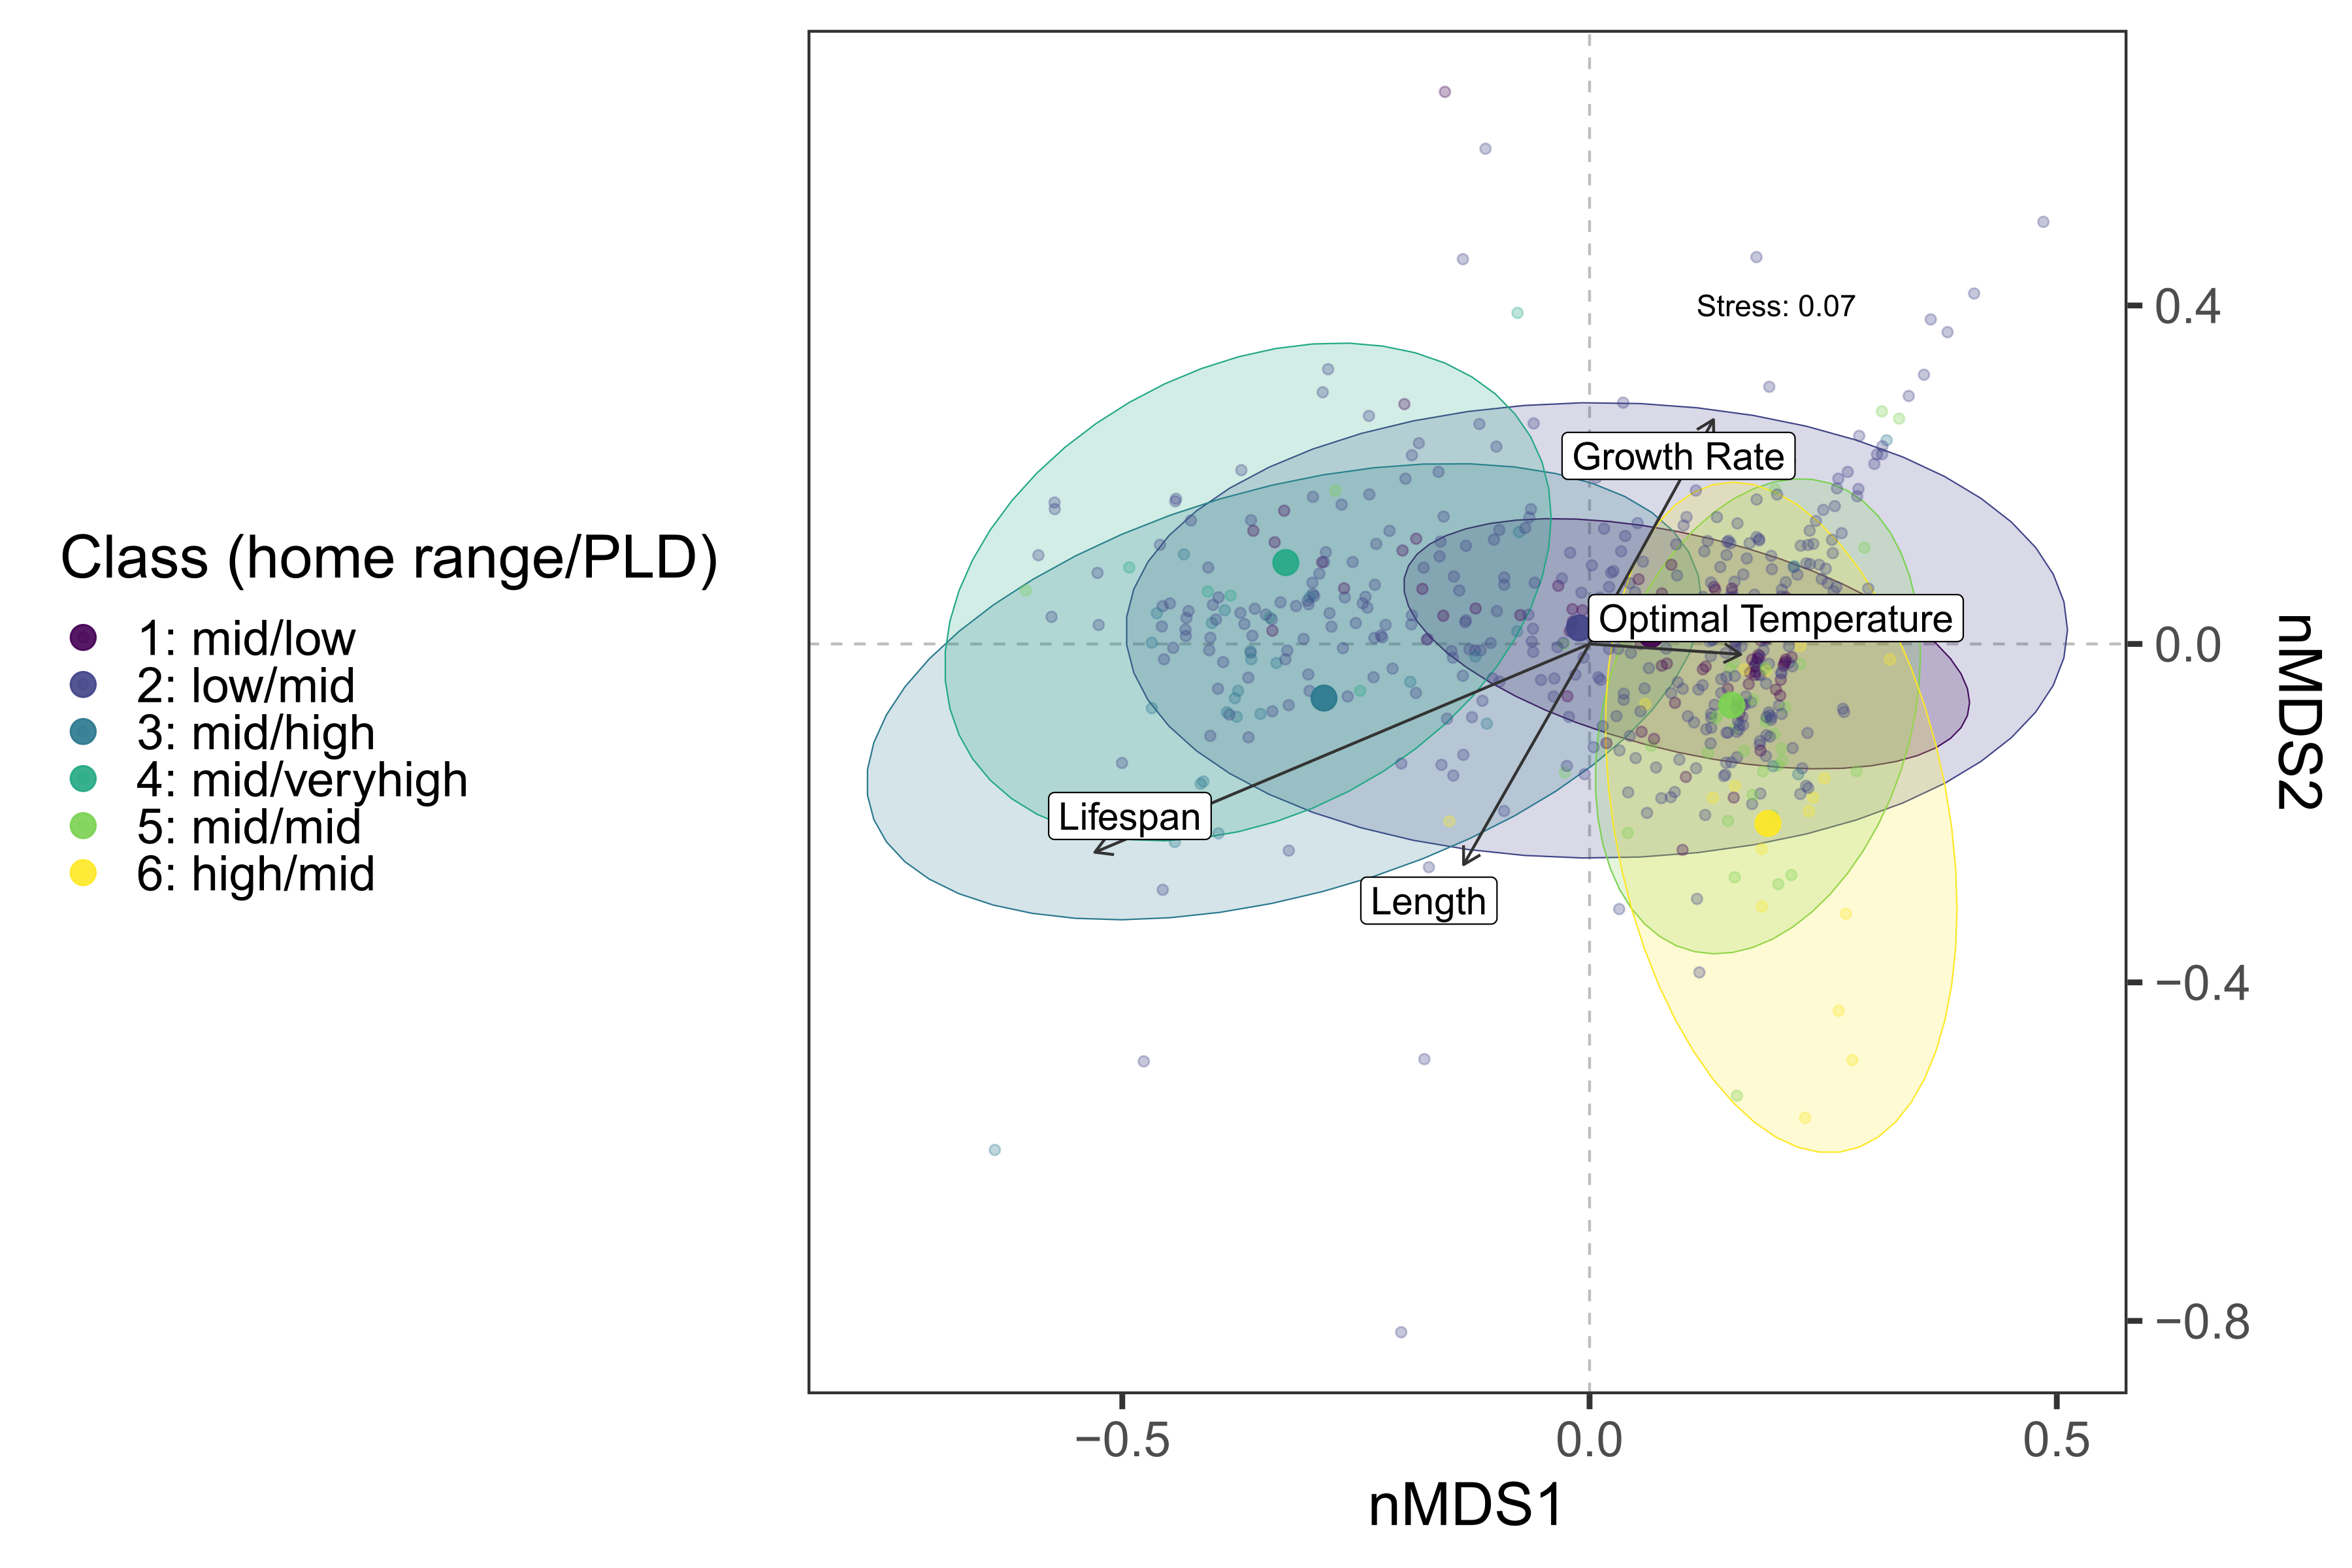 Class (home range/PLD)
1: mid/low
2: low/mid
3: mid/high
4: mid/veryhigh
5: mid/mid
6: high/mid
Stress: 0.07
Growth Rate
Optimal Temperature
Lifespan
Length
0.4
0.0
−0.4
−0.8
nMDS2
−0.5
0.0
0.5
nMDS1